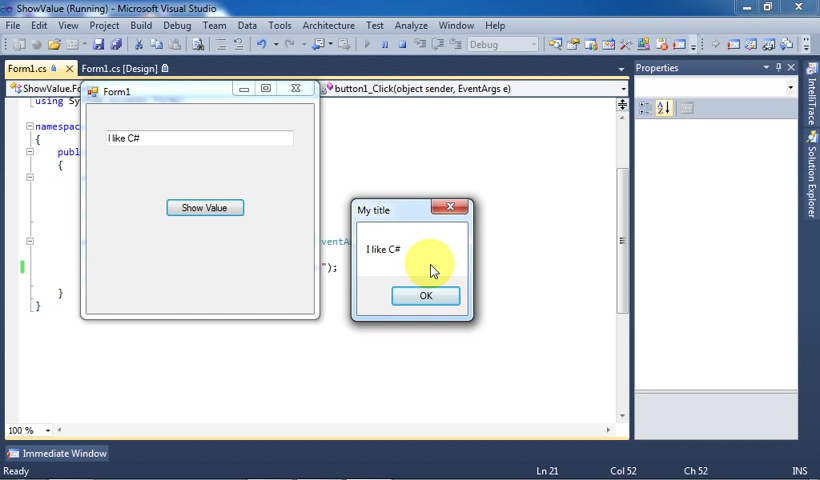 ShowValue (Running) - Microsoft Visual Studio
File Edit View Project Build Debug Team Data Tools Architecture Test Analyze Window Help
Debug
Form1.cs
Form1.cs [Design]
Properties
ShowValue.Fo
button1_Click(object sender, EventArgs e)
Form1
using Sy
namespac
{
publ
{
I like C#
Show Value
ventAr
");
}
}
My title
I like C#
OK
IntelliTrace
Solution Explorer
100 %
Immediate Window
Ready
Ln 21
Col 52
Ch 52
INS